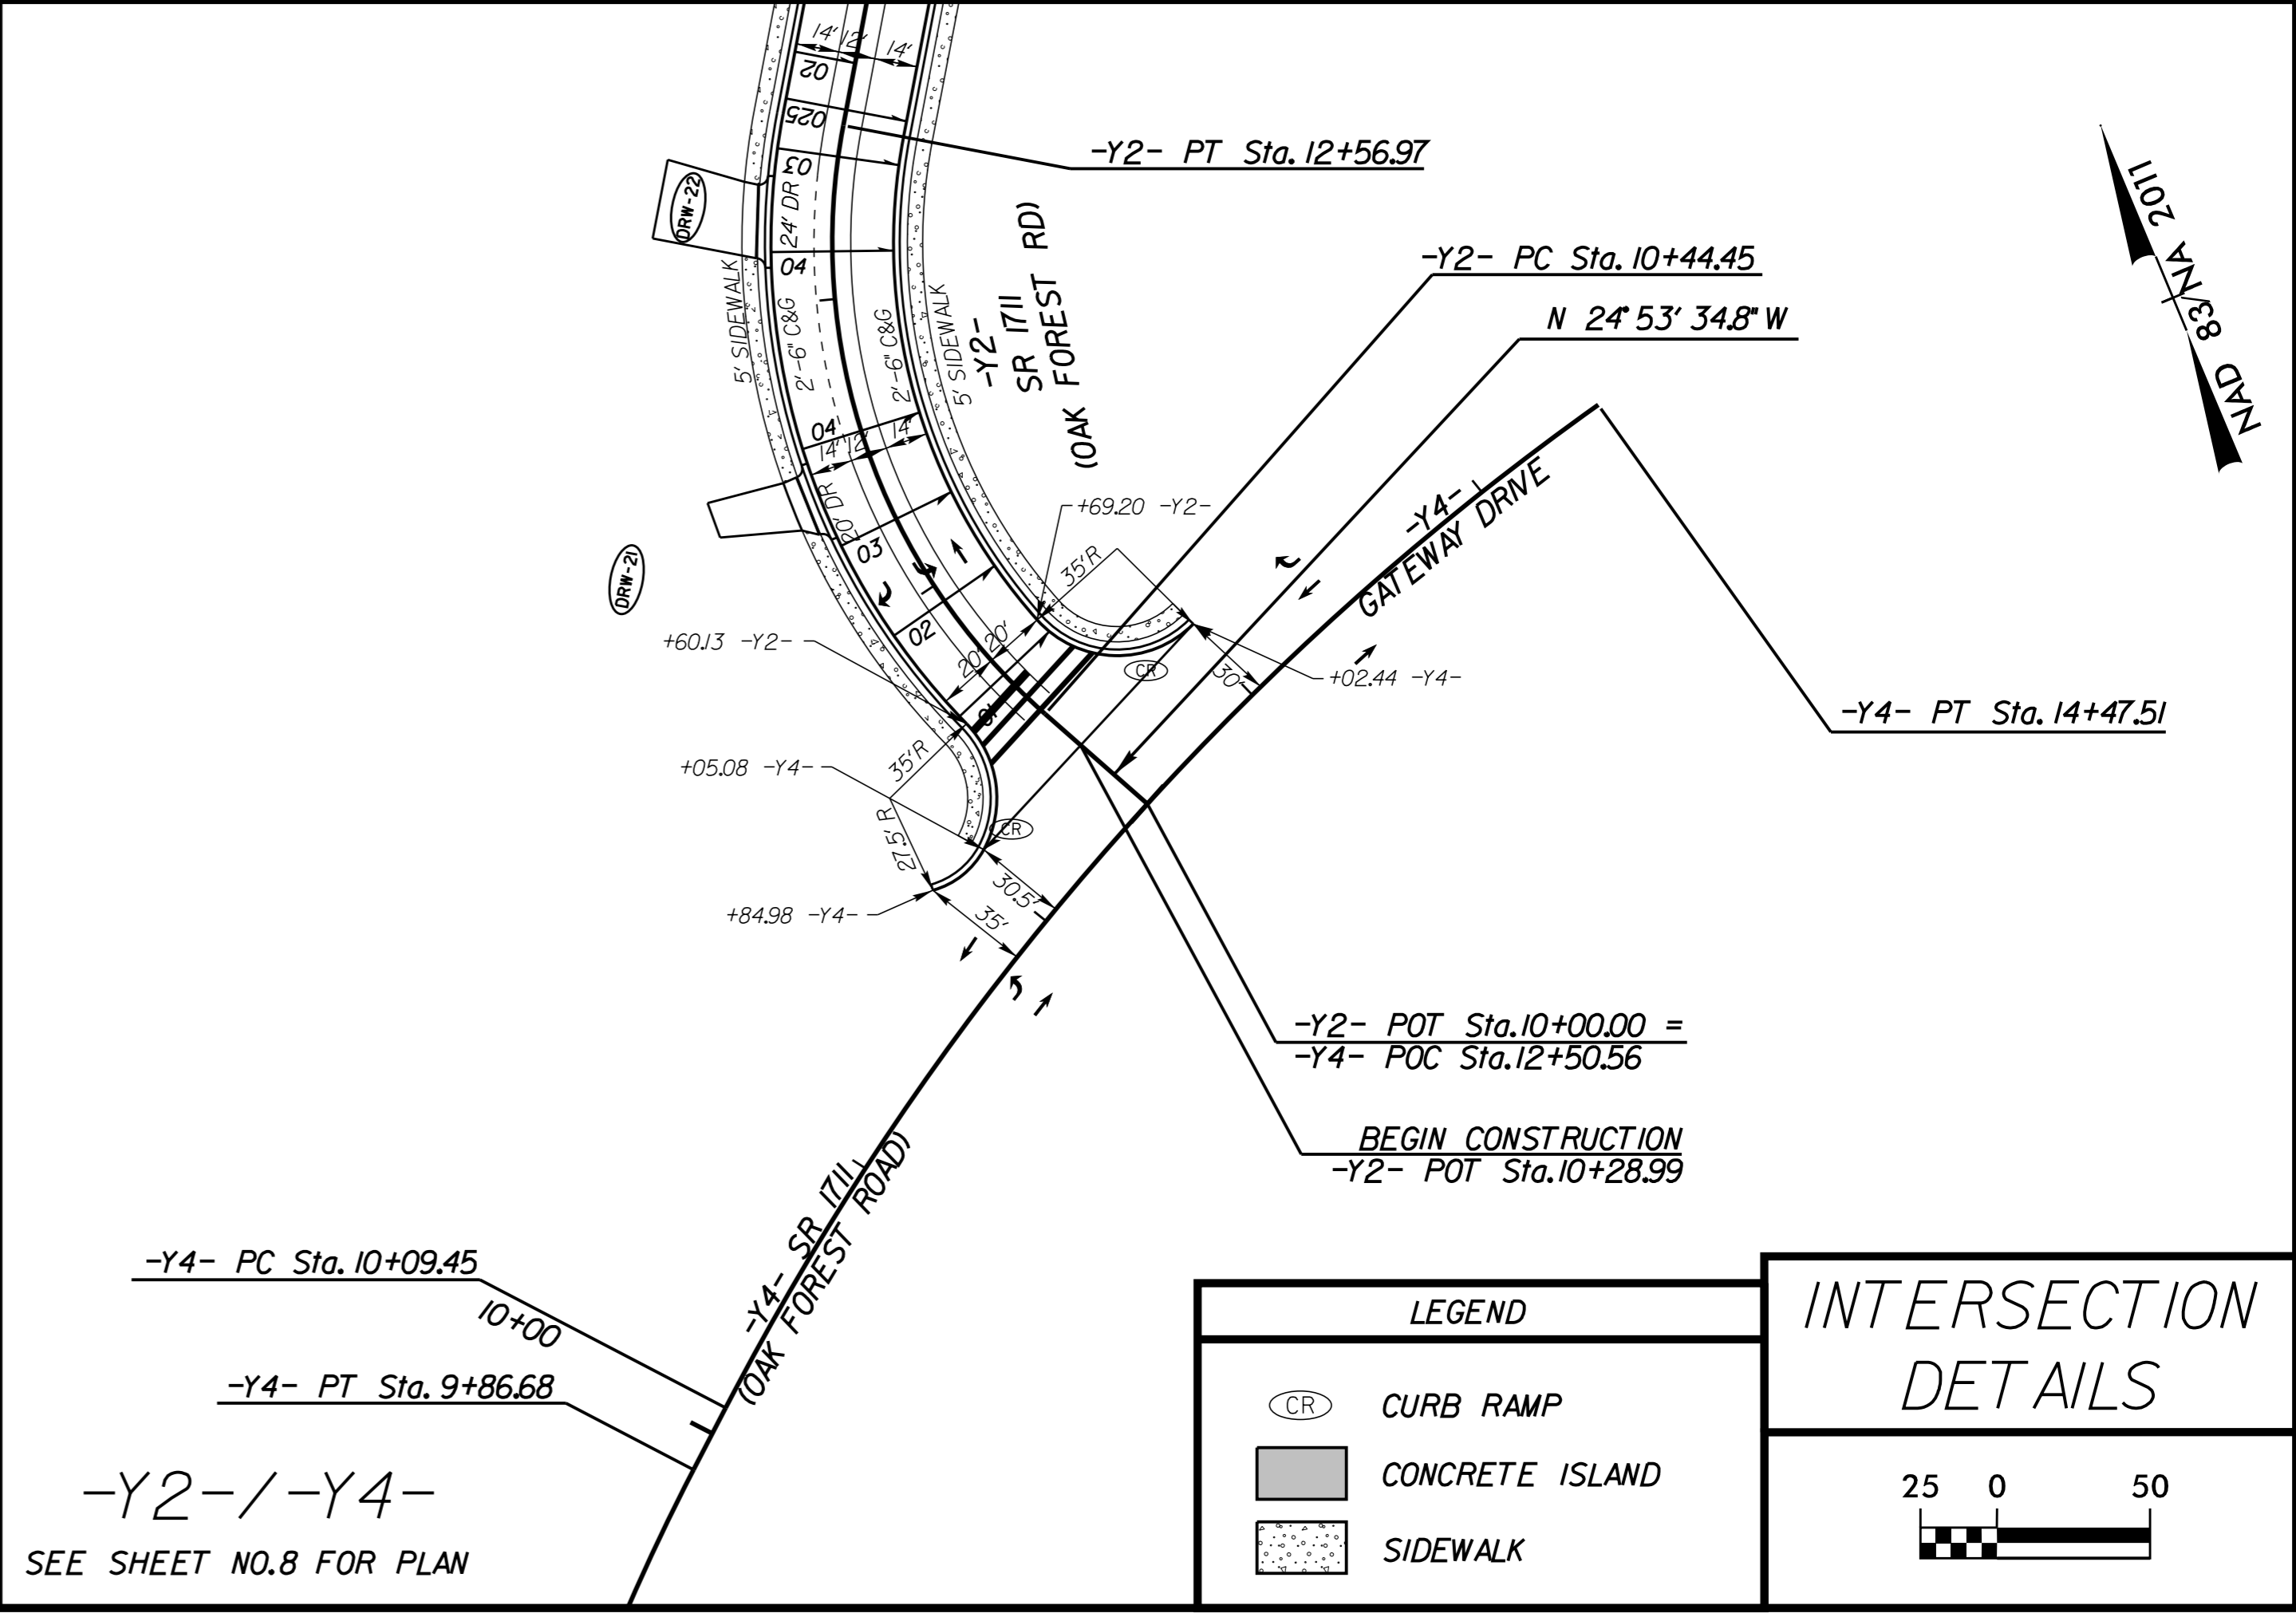 14' 12' 14'
02
025
03
-Y2- PT Sta. 12+56.97
DRW-22
24' DR
04
NAD 83/NA 2011
-Y2- PC Sta. 10+44.45
N 24° 53' 34.8" W
5' SIDEWALK
2'-6" C&G
2'-6" C&G
5' SIDEWALK
-Y2-
SR 1711
(OAK FOREST RD)
04
14' 12' 14'
20' DR
03
+69.20 -Y2-
-Y4-
GATEWAY DRIVE
35'R
DRW-21
02
+60.13 -Y2-
20' 20'
CR
30'
+02.44 -Y4-
-Y4- PT Sta. 14+47.51
35'R
+05.08 -Y4-
27.5' R
CR
30.5'
35'
+84.98 -Y4-
-Y2- POT Sta. 10+00.00 =
-Y4- POC Sta. 12+50.56
BEGIN CONSTRUCTION
-Y2- POT Sta. 10+28.99
-Y4- SR 1711
(OAK FOREST ROAD)
-Y4- PC Sta. 10+09.45
10+00
-Y4- PT Sta. 9+86.68
-Y2-/-Y4-
SEE SHEET NO.8 FOR PLAN
LEGEND
CR CURB RAMP
CONCRETE ISLAND
SIDEWALK
INTERSECTION
DETAILS
25 0 50